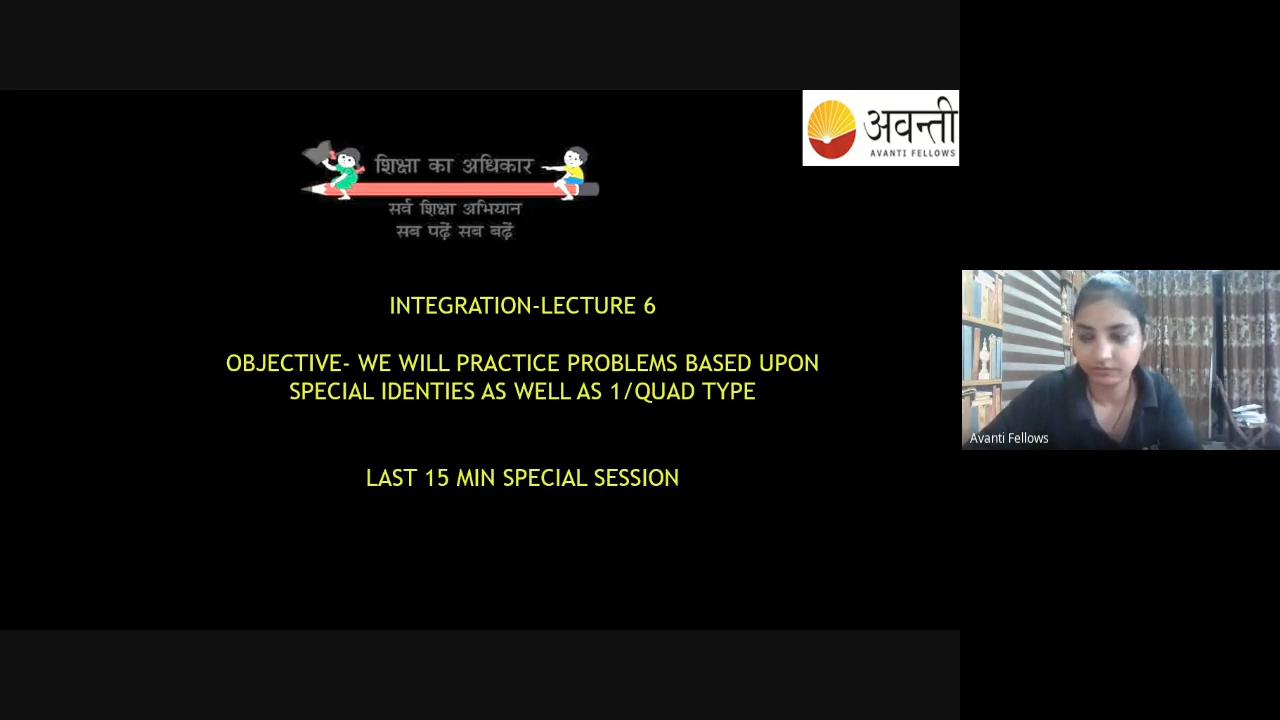 अवन्ती
AVANTI FELLOWS
शिक्षा का अधिकार
सर्व शिक्षा अभियान
सब पढ़ें सब बढ़ें
INTEGRATION-LECTURE 6
OBJECTIVE- WE WILL PRACTICE PROBLEMS BASED UPON
SPECIAL IDENTIES AS WELL AS 1/QUAD TYPE
LAST 15 MIN SPECIAL SESSION
Avanti Fellows